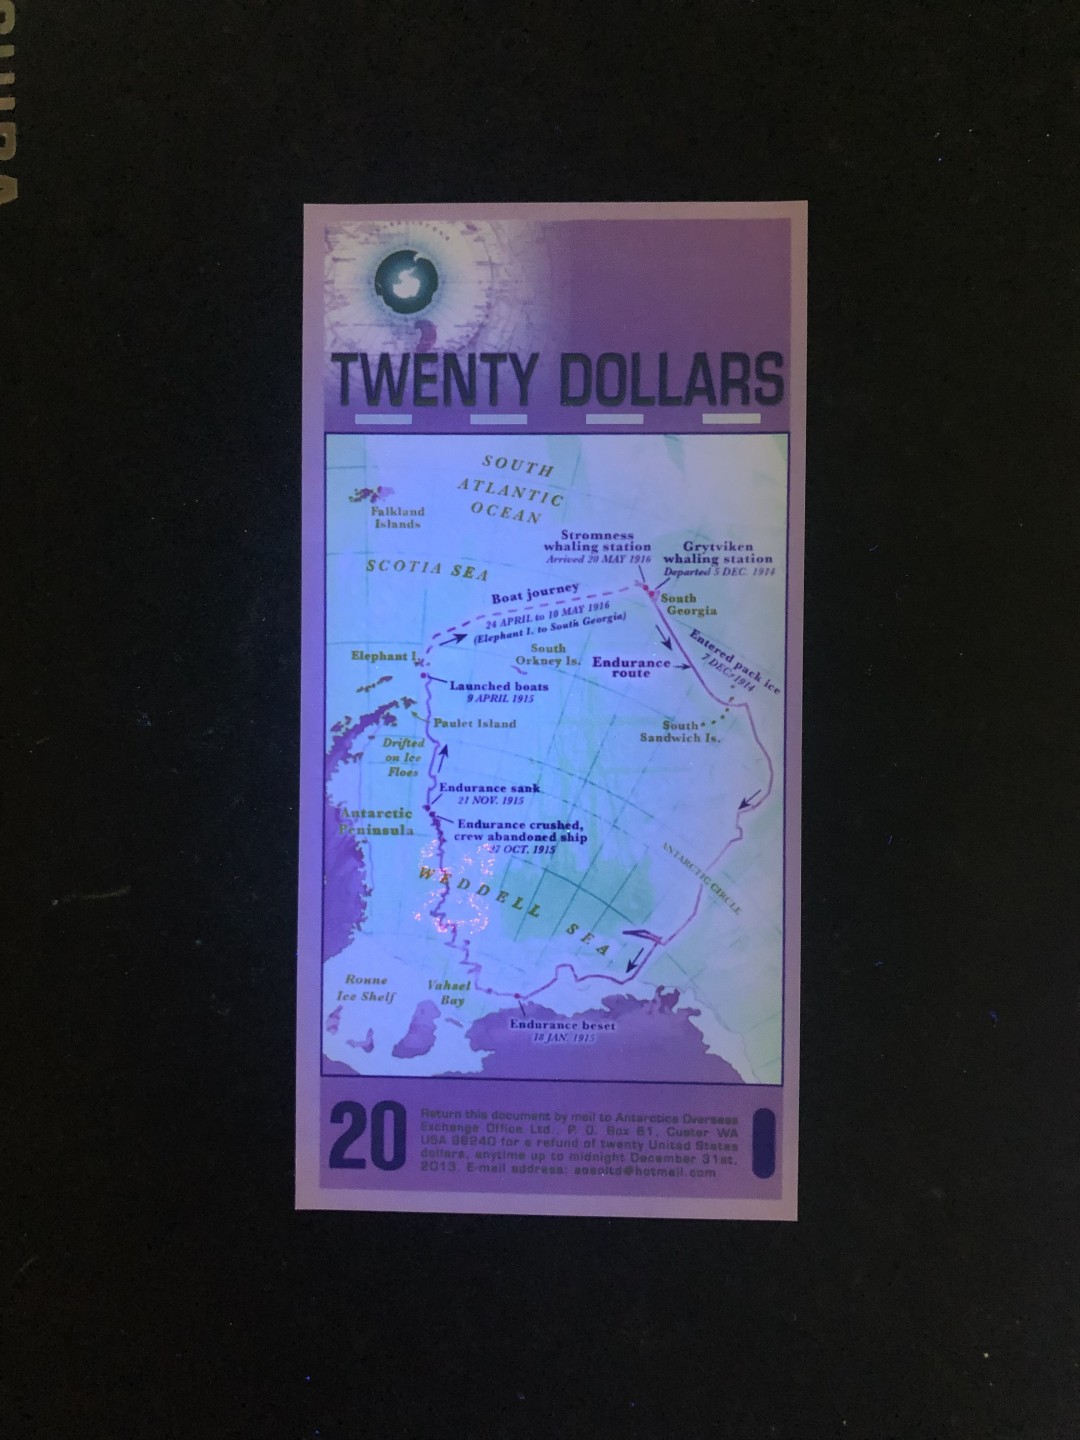 TWENTY DOLLARS
SOUTH
ATLANTIC
OCEAN
Falkland
Islands
Stromness
whaling station
Arrived 20 MAY 1916
Grytviken
whaling station
Departed 5 DEC. 1914
SCOTIA SEA
Boat journey
24 APRIL to 10 MAY 1916
(Elephant I. to South Georgia)
South
Georgia
Entered pack ice
7 DEC. 1914
Elephant I.
South
Orkney Is.
Endurance
route
Launched boats
9 APRIL 1915
Paulet Island
South
Sandwich Is.
Drifted
on Ice
Floes
Endurance sank
21 NOV. 1915
Antarctic
Peninsula
Endurance crushed,
crew abandoned ship
27 OCT. 1915
ANTARCTIC CIRCLE
WEDDELL SEA
Ronne
Ice Shelf
Vahsel
Bay
Endurance beset
18 JAN. 1915
20
Return this document by mail to Antarctica Overseas
Exchange Office Ltd., P. O. Box 61, Custer WA
USA 98240 for a refund of twenty United States
dollars, anytime up to midnight December 31st,
2013. E-mail address: aoeoltd@hotmail.com